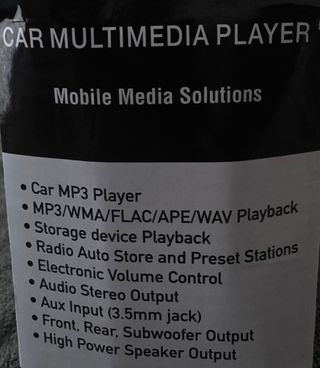 CAR MULTIMEDIA PLAYER
Mobile Media Solutions
• Car MP3 Player
• MP3/WMA/FLAC/APE/WAV Playback
• Storage device Playback
• Radio Auto Store and Preset Stations
• Electronic Volume Control
• Audio Stereo Output
• Aux Input (3.5mm jack)
• Front, Rear, Subwoofer Output
• High Power Speaker Output